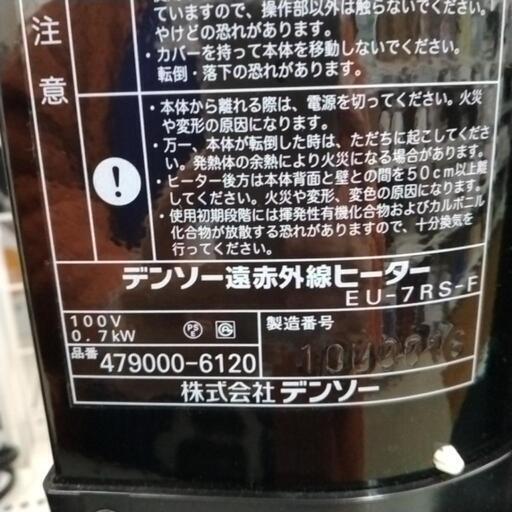 注意
ていますので、操作部以外は触らないでください。
やけどの恐れがあります。
・カバーを持って本体を移動しないでください。
転倒・落下の恐れがあります。
・本体から離れる際は、電源を切ってください。火災
や変形の原因になります。
・万一、本体が転倒した時は、ただちに起こしてくだ
さい。発熱体の余熱により火災になる場合があります。
・ヒーター後方は本体背面と壁との間を50cm以上離
してください。火災や変形、変色の原因になります。
・使用初期段階には揮発性有機化合物およびカルボニル
化合物が放散する恐れがありますので、十分換気を
行ってください。
デンソー遠赤外線ヒーター
EU-7RS-F
100V
0.7kW
PSE
製造番号
品番 479000-6120
株式会社デンソー